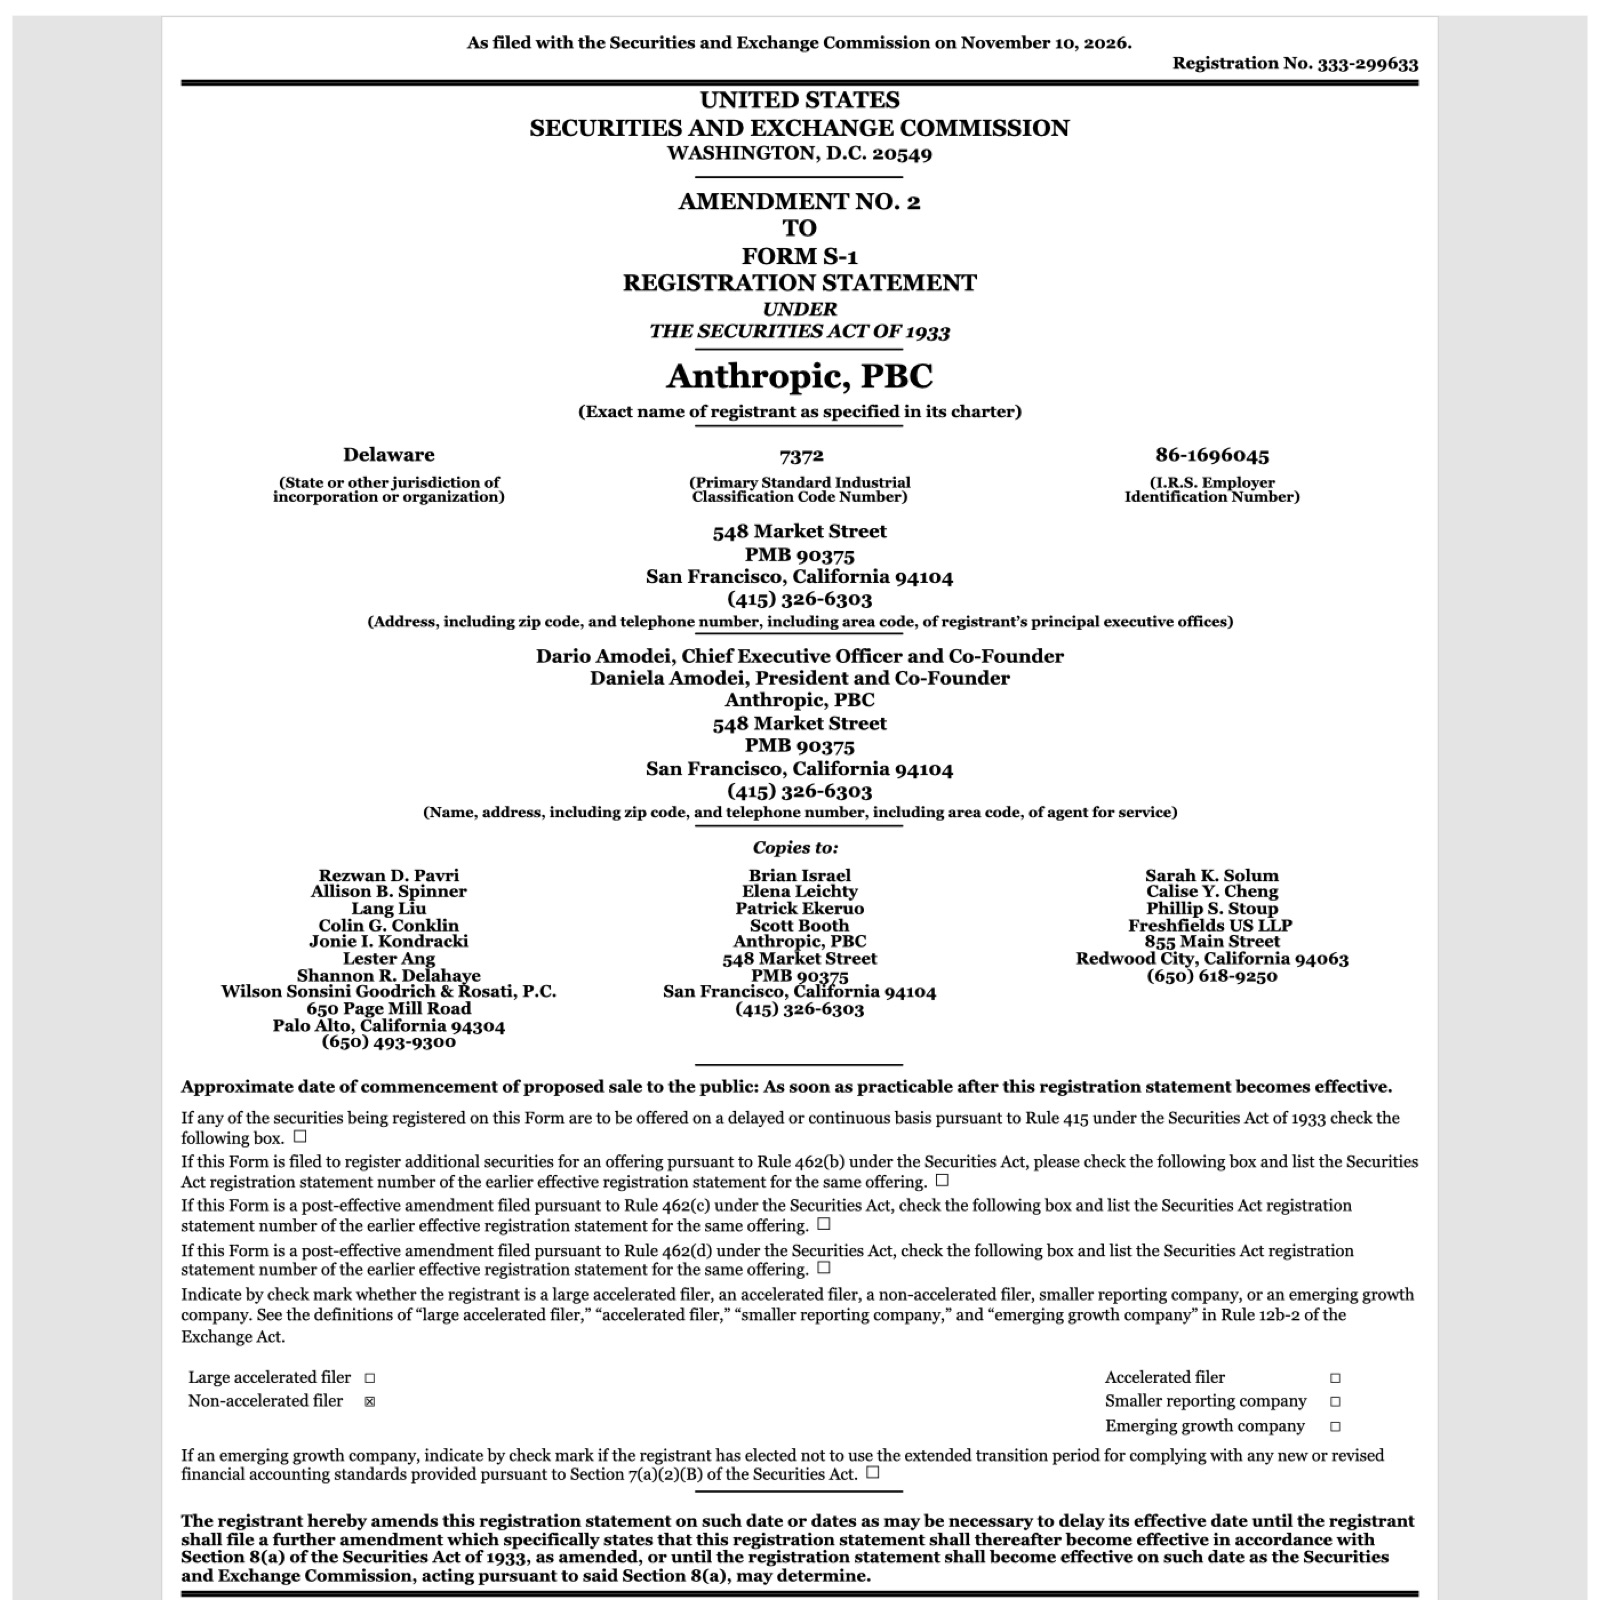 As filed with the Securities and Exchange Commission on November 10, 2026.
Registration No. 333-299633
UNITED STATES
SECURITIES AND EXCHANGE COMMISSION
WASHINGTON, D.C. 20549
AMENDMENT NO. 2
TO
FORM S-1
REGISTRATION STATEMENT
UNDER
THE SECURITIES ACT OF 1933
Anthropic, PBC
(Exact name of registrant as specified in its charter)
Delaware
(State or other jurisdiction of
incorporation or organization)
7372
(Primary Standard Industrial
Classification Code Number)
86-1696045
(I.R.S. Employer
Identification Number)
548 Market Street
PMB 90375
San Francisco, California 94104
(415) 326-6303
(Address, including zip code, and telephone number, including area code, of registrant’s principal executive offices)
Dario Amodei, Chief Executive Officer and Co-Founder
Daniela Amodei, President and Co-Founder
Anthropic, PBC
548 Market Street
PMB 90375
San Francisco, California 94104
(415) 326-6303
(Name, address, including zip code, and telephone number, including area code, of agent for service)
Copies to:
Rezwan D. Pavri
Allison B. Spinner
Lang Liu
Colin G. Conklin
Jonie I. Kondracki
Lester Ang
Shannon R. Delahaye
Wilson Sonsini Goodrich & Rosati, P.C.
650 Page Mill Road
Palo Alto, California 94304
(650) 493-9300
Brian Israel
Elena Leichty
Patrick Ekeruo
Scott Booth
Anthropic, PBC
548 Market Street
PMB 90375
San Francisco, California 94104
(415) 326-6303
Sarah K. Solum
Calise Y. Cheng
Phillip S. Stoup
Freshfields US LLP
855 Main Street
Redwood City, California 94063
(650) 618-9250
Approximate date of commencement of proposed sale to the public: As soon as practicable after this registration statement becomes effective.
If any of the securities being registered on this Form are to be offered on a delayed or continuous basis pursuant to Rule 415 under the Securities Act of 1933 check the
following box. ☐
If this Form is filed to register additional securities for an offering pursuant to Rule 462(b) under the Securities Act, please check the following box and list the Securities
Act registration statement number of the earlier effective registration statement for the same offering. ☐
If this Form is a post-effective amendment filed pursuant to Rule 462(c) under the Securities Act, check the following box and list the Securities Act registration
statement number of the earlier effective registration statement for the same offering. ☐
If this Form is a post-effective amendment filed pursuant to Rule 462(d) under the Securities Act, check the following box and list the Securities Act registration
statement number of the earlier effective registration statement for the same offering. ☐
Indicate by check mark whether the registrant is a large accelerated filer, an accelerated filer, a non-accelerated filer, smaller reporting company, or an emerging growth
company. See the definitions of “large accelerated filer,” “accelerated filer,” “smaller reporting company,” and “emerging growth company” in Rule 12b-2 of the
Exchange Act.
Large accelerated filer ☐
Accelerated filer ☐
Non-accelerated filer ☒
Smaller reporting company ☐
Emerging growth company ☐
If an emerging growth company, indicate by check mark if the registrant has elected not to use the extended transition period for complying with any new or revised
financial accounting standards provided pursuant to Section 7(a)(2)(B) of the Securities Act. ☐
The registrant hereby amends this registration statement on such date or dates as may be necessary to delay its effective date until the registrant
shall file a further amendment which specifically states that this registration statement shall thereafter become effective in accordance with
Section 8(a) of the Securities Act of 1933, as amended, or until the registration statement shall become effective on such date as the Securities
and Exchange Commission, acting pursuant to said Section 8(a), may determine.